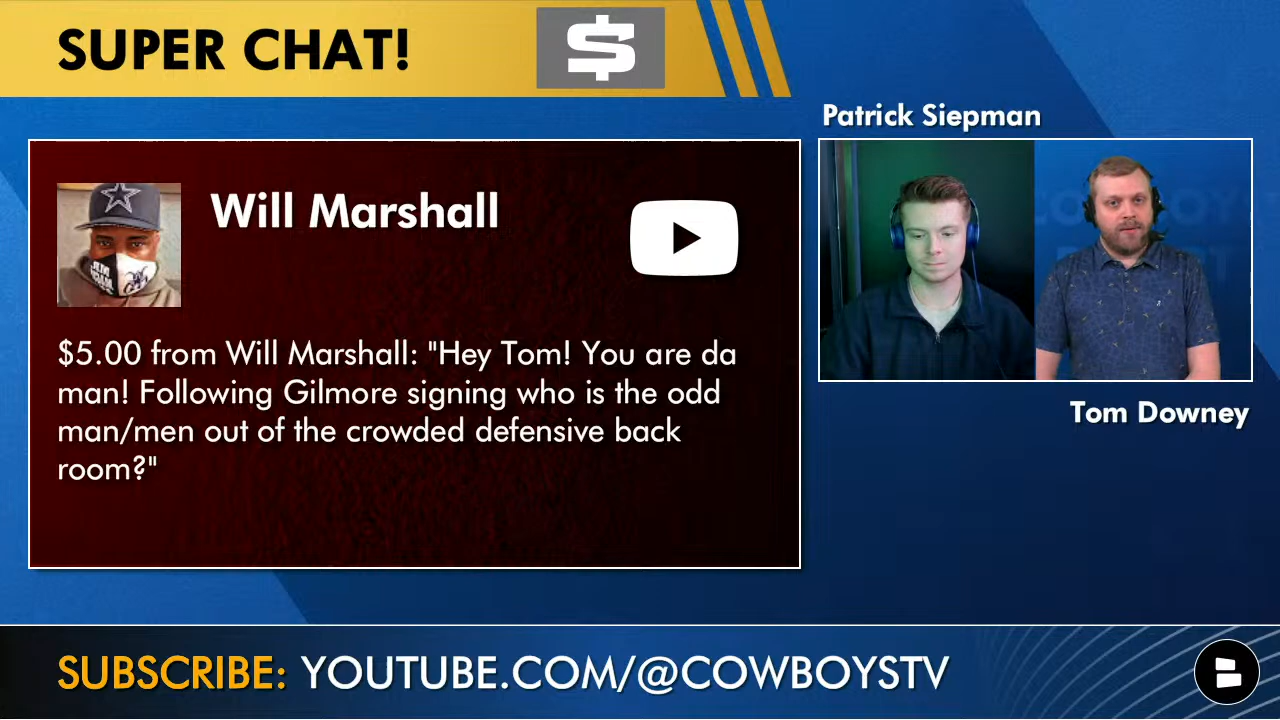 SUPER CHAT!
$
Patrick Siepman
Will Marshall
$5.00 from Will Marshall: "Hey Tom! You are da
man! Following Gilmore signing who is the odd
man/men out of the crowded defensive back
room?"
Tom Downey
SUBSCRIBE: YOUTUBE.COM/@COWBOYSTV